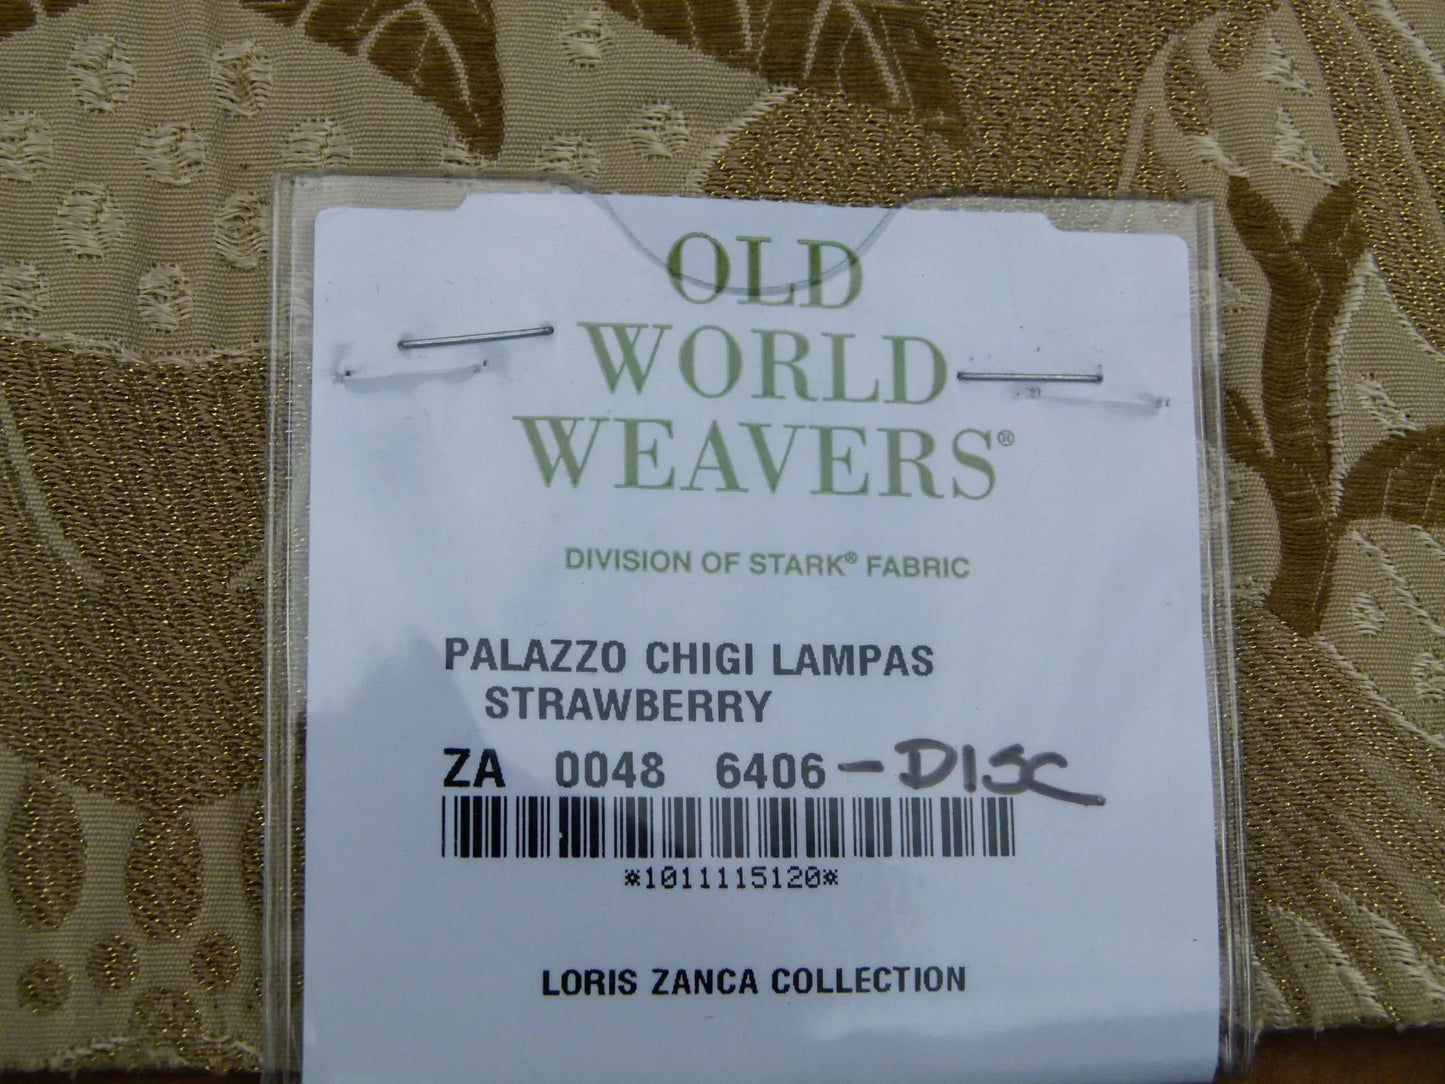 OLD
WORLD
WEAVERS®
DIVISION OF STARK® FABRIC
PALAZZO CHIGI LAMPAS
STRAWBERRY
ZA 0048 6406 - DISC
*1011115120*
LORIS ZANCA COLLECTION